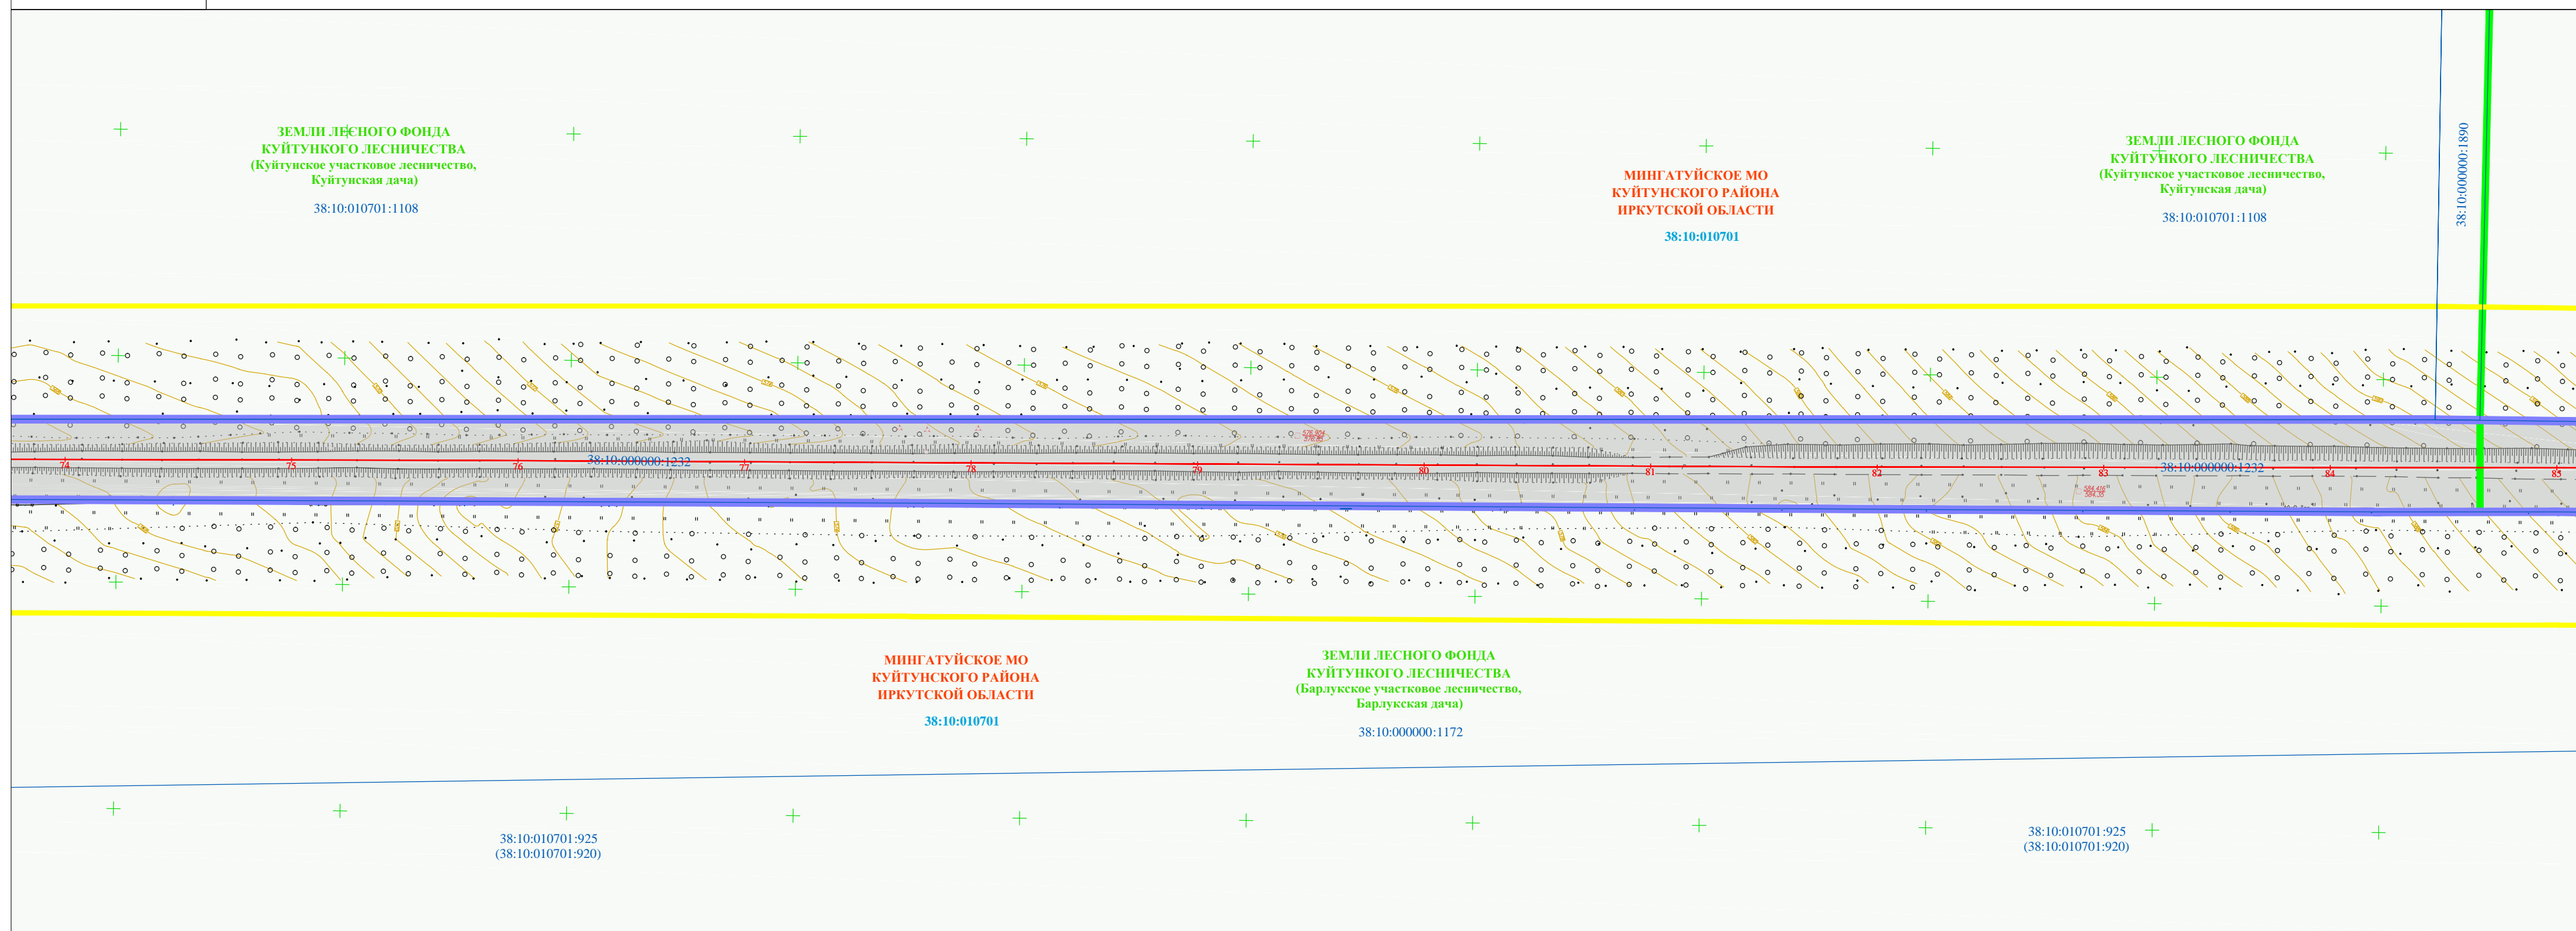 ЗЕМЛИ ЛЕСНОГО ФОНДА
КУЙТУНКОГО ЛЕСНИЧЕСТВА
(Куйтунское участковое лесничество,
Куйтунская дача)
38:10:010701:1108
МИНГАТУЙСКОЕ МО
КУЙТУНСКОГО РАЙОНА
ИРКУТСКОЙ ОБЛАСТИ
38:10:010701
ЗЕМЛИ ЛЕСНОГО ФОНДА
КУЙТУНКОГО ЛЕСНИЧЕСТВА
(Куйтунское участковое лесничество,
Куйтунская дача)
38:10:010701:1108
38:10:000000:1890
74 75 76 38:10:000000:1232 77 78 79 80 81 82 83 38:10:000000:1232 84 85
МИНГАТУЙСКОЕ МО
КУЙТУНСКОГО РАЙОНА
ИРКУТСКОЙ ОБЛАСТИ
38:10:010701
ЗЕМЛИ ЛЕСНОГО ФОНДА
КУЙТУНКОГО ЛЕСНИЧЕСТВА
(Барлукское участковое лесничество,
Барлукская дача)
38:10:000000:1172
38:10:010701:925
(38:10:010701:920)
38:10:010701:925
(38:10:010701:920)